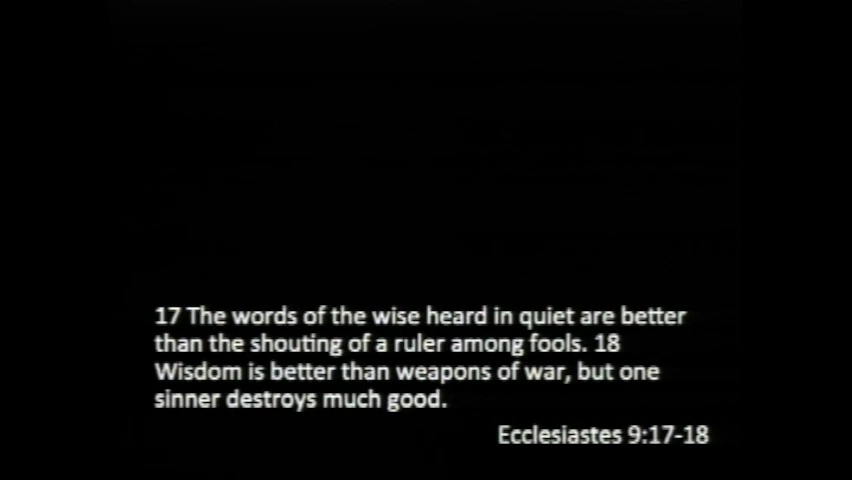 17 The words of the wise heard in quiet are better
than the shouting of a ruler among fools. 18
Wisdom is better than weapons of war, but one
sinner destroys much good.
Ecclesiastes 9:17-18